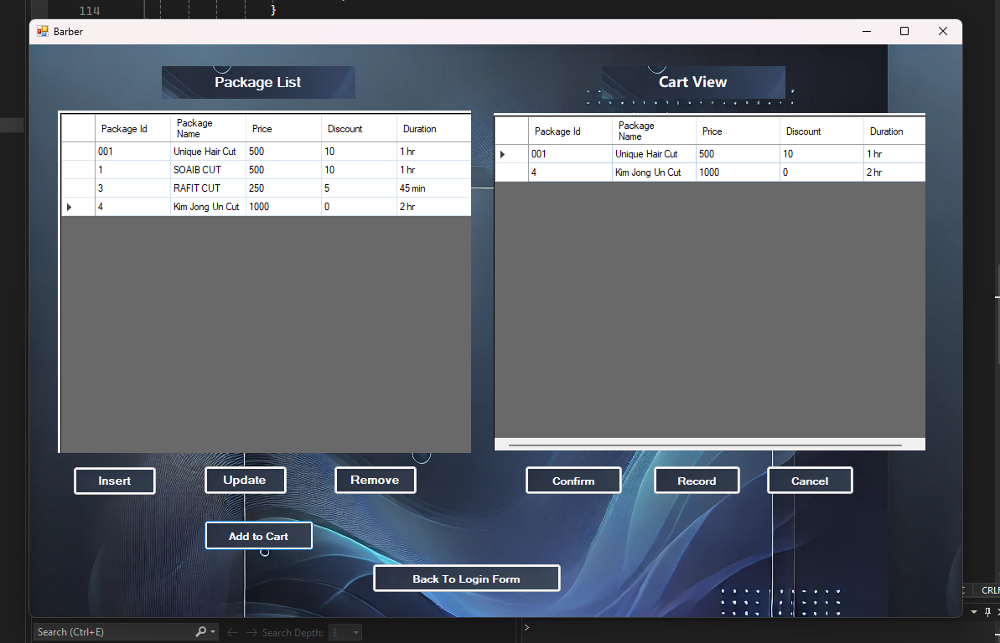 114
}
Barber
Package List
Cart View
Package Id Package Name Price Discount Duration
001 Unique Hair Cut 500 10 1 hr
1 SOAIB CUT 500 10 1 hr
3 RAFIT CUT 250 5 45 min
4 Kim Jong Un Cut 1000 0 2 hr
Package Id Package Name Price Discount Duration
001 Unique Hair Cut 500 10 1 hr
4 Kim Jong Un Cut 1000 0 2 hr
Insert Update Remove
Confirm Record Cancel
Add to Cart
Back To Login Form
CRLF
Search (Ctrl+E) Search Depth: 3
>